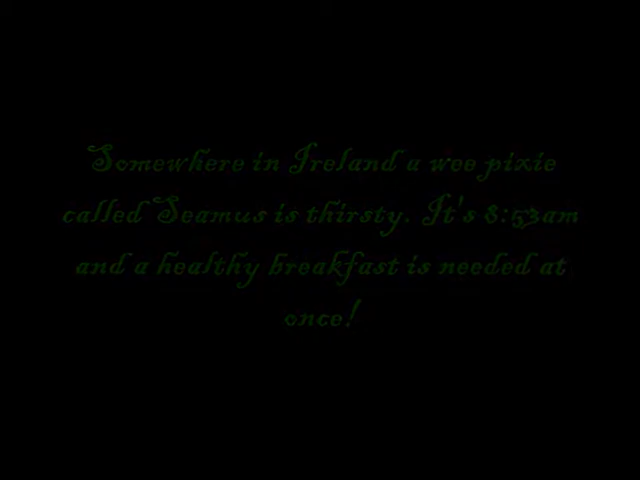 Somewhere in Ireland a wee pixie
called Seamus is thirsty. It's 8:53am
and a healthy breakfast is needed at
once!